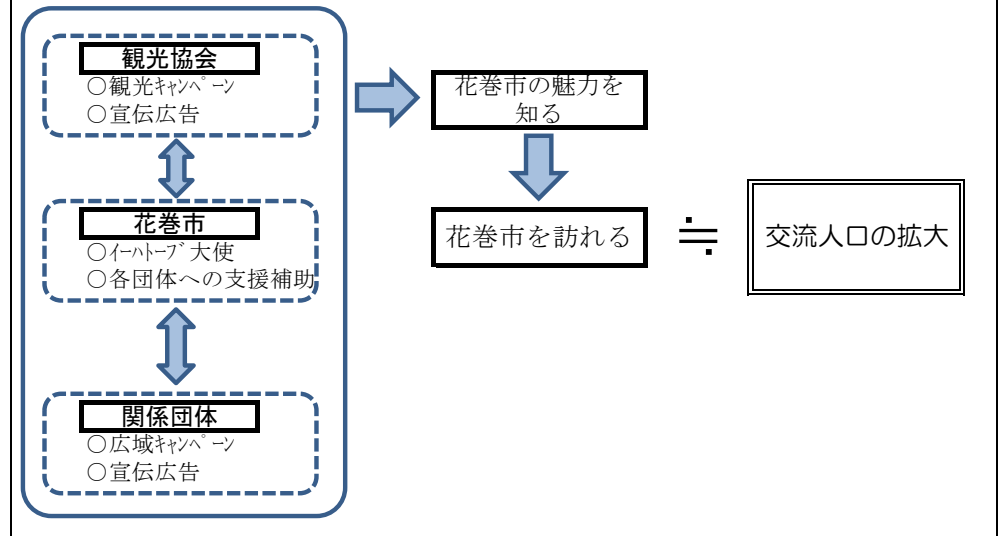 観光協会
○観光ｷｬﾝﾍﾟｰﾝ
○宣伝広告
花巻市
○ｲｰﾊﾄｰﾌﾞ大使
○各団体への支援補助
関係団体
○広域ｷｬﾝﾍﾟｰﾝ
○宣伝広告
花巻市の魅力を
知る
花巻市を訪れる
≒
交流人口の拡大